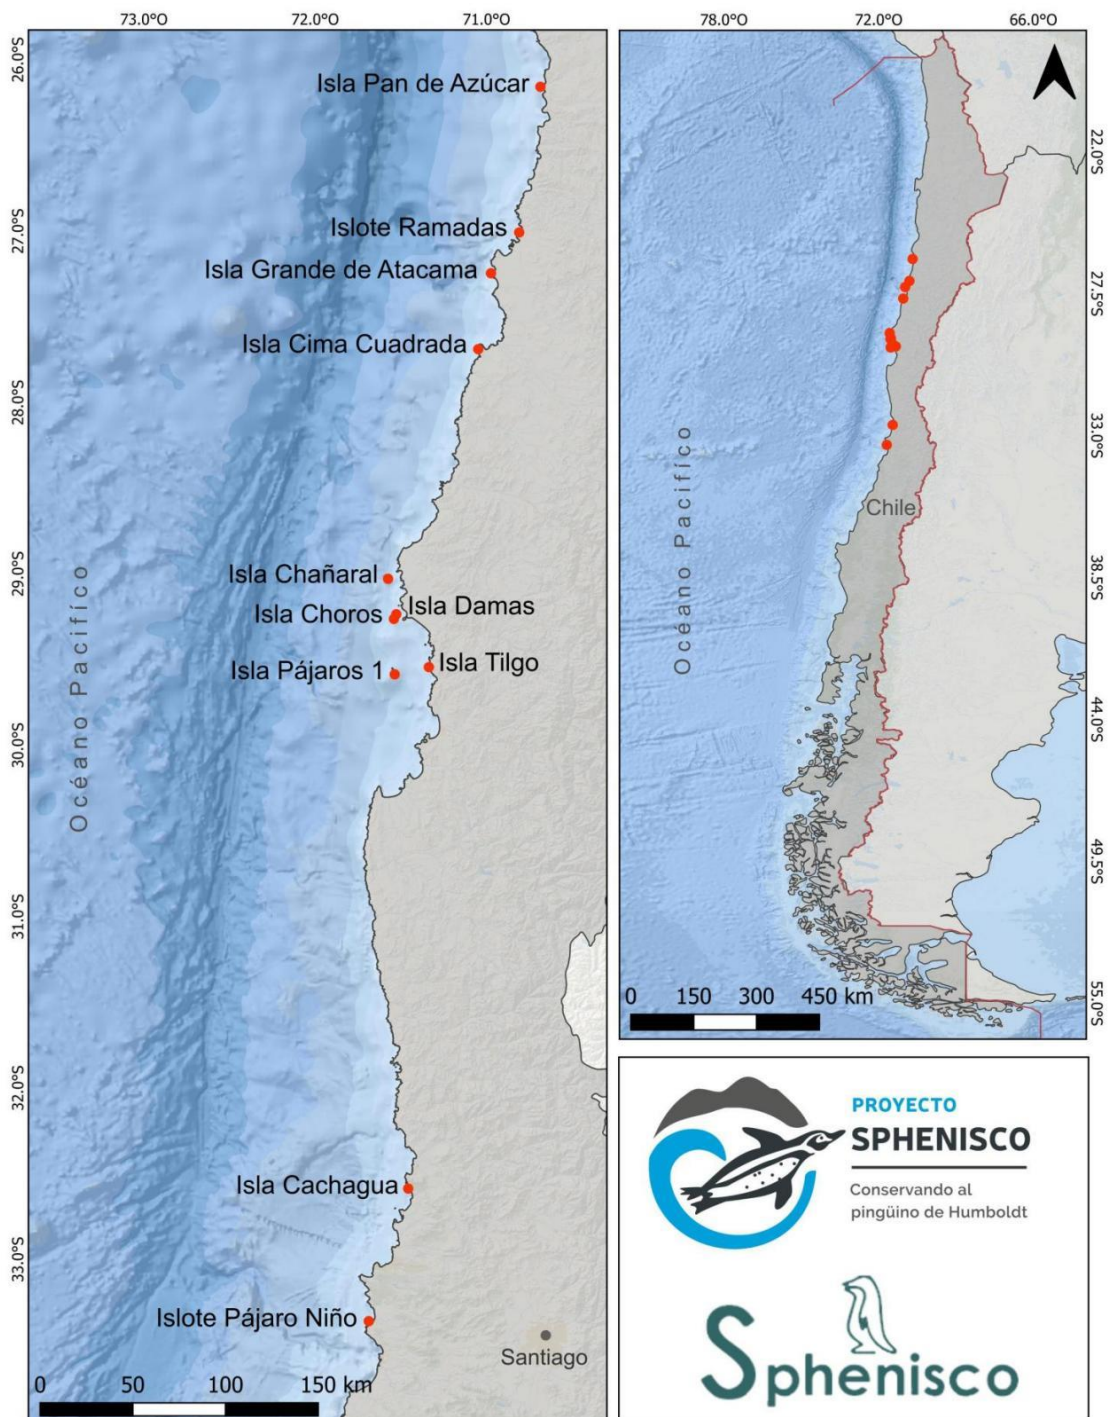 73.0°O
72.0°O
71.0°O
26.0°S
27.0°S
28.0°S
29.0°S
30.0°S
31.0°S
32.0°S
33.0°S
Isla Pan de Azúcar
Islote Ramadas
Isla Grande de Atacama
Isla Cima Cuadrada
Isla Chañaral
Isla Choros
Isla Damas
Isla Pájaros 1
Isla Tilgo
Isla Cachagua
Islote Pájaro Niño
Santiago
Océano Pacifíco
0 50 100 150 km
78.0°O
72.0°O
66.0°O
22.0°S
27.5°S
33.0°S
38.5°S
44.0°S
49.5°S
55.0°S
Océano Pacifíco
Chile
0 150 300 450 km
PROYECTO
SPHENISCO
Conservando al
pingüino de Humboldt
Sphenisco